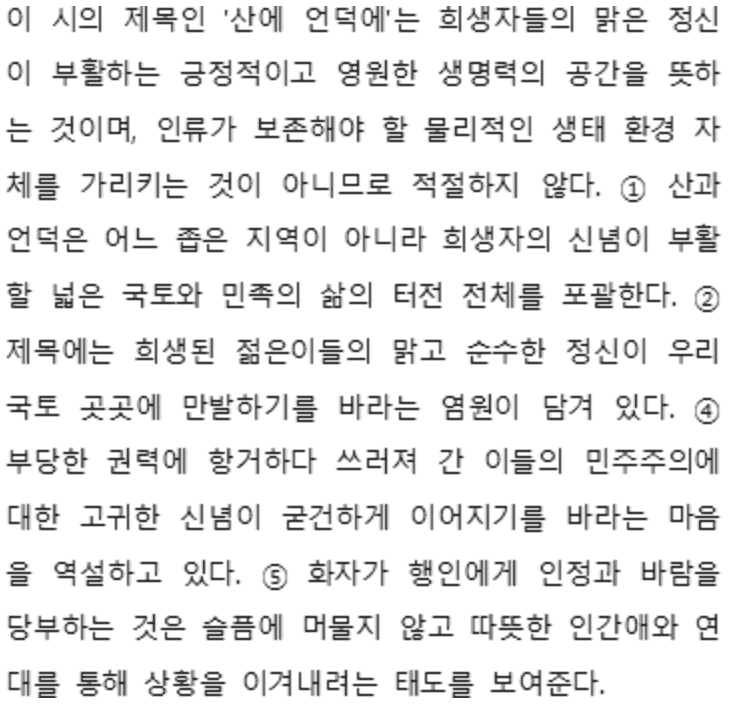 이 시의 제목인 '산에 언덕에'는 희생자들의 맑은 정신
이 부활하는 긍정적이고 영원한 생명력의 공간을 뜻하
는 것이며, 인류가 보존해야 할 물리적인 생태 환경 자
체를 가리키는 것이 아니므로 적절하지 않다. ① 산과
언덕은 어느 좁은 지역이 아니라 희생자의 신념이 부활
할 넓은 국토와 민족의 삶의 터전 전체를 포괄한다. ②
제목에는 희생된 젊은이들의 맑고 순수한 정신이 우리
국토 곳곳에 만발하기를 바라는 염원이 담겨 있다. ④
부당한 권력에 항거하다 쓰러져 간 이들의 민주주의에
대한 고귀한 신념이 굳건하게 이어지기를 바라는 마음
을 역설하고 있다. ⑤ 화자가 행인에게 인정과 바람을
당부하는 것은 슬픔에 머물지 않고 따뜻한 인간애와 연
대를 통해 상황을 이겨내려는 태도를 보여준다.